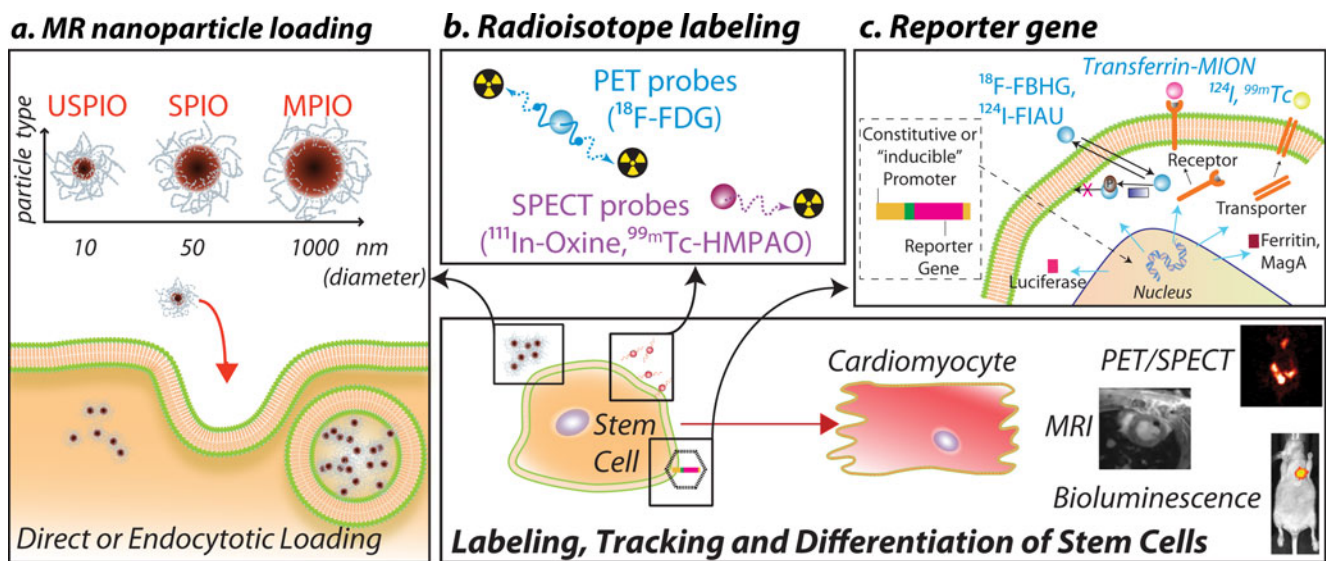 a. MR nanoparticle loading
USPIO SPIO MPIO
particle type
10 50 1000 nm
(diameter)
Direct or Endocytotic Loading
b. Radioisotope labeling
PET probes
(¹⁸F-FDG)
SPECT probes
(¹¹¹In-Oxine,⁹⁹ᵐTc-HMPAO)
c. Reporter gene
Transferrin-MION
¹⁸F-FBHG,
¹²⁴I-FIAU
¹²⁴I, ⁹⁹ᵐTc
Constitutive or
"inducible"
Promoter
Reporter
Gene
Receptor
P
Transporter
Ferritin,
MagA
Luciferase
Nucleus
Stem
Cell
Cardiomyocyte
PET/SPECT
MRI
Bioluminescence
Labeling, Tracking and Differentiation of Stem Cells